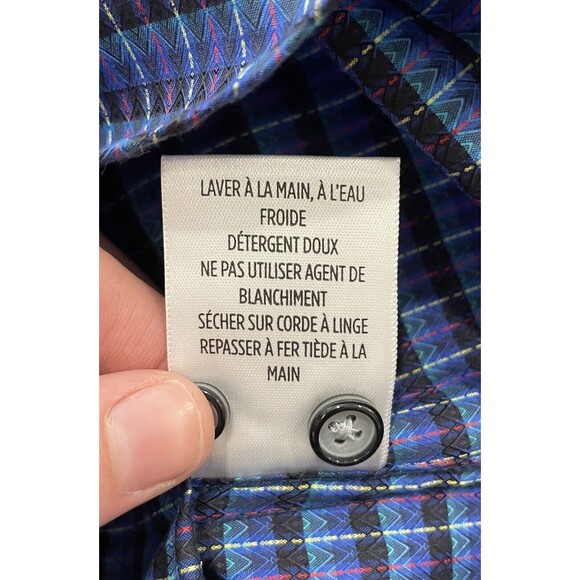 LAVER À LA MAIN, À L'EAU
FROIDE
DÉTERGENT DOUX
NE PAS UTILISER AGENT DE
BLANCHIMENT
SÉCHER SUR CORDE À LINGE
REPASSER À FER TIÈDE À LA
MAIN